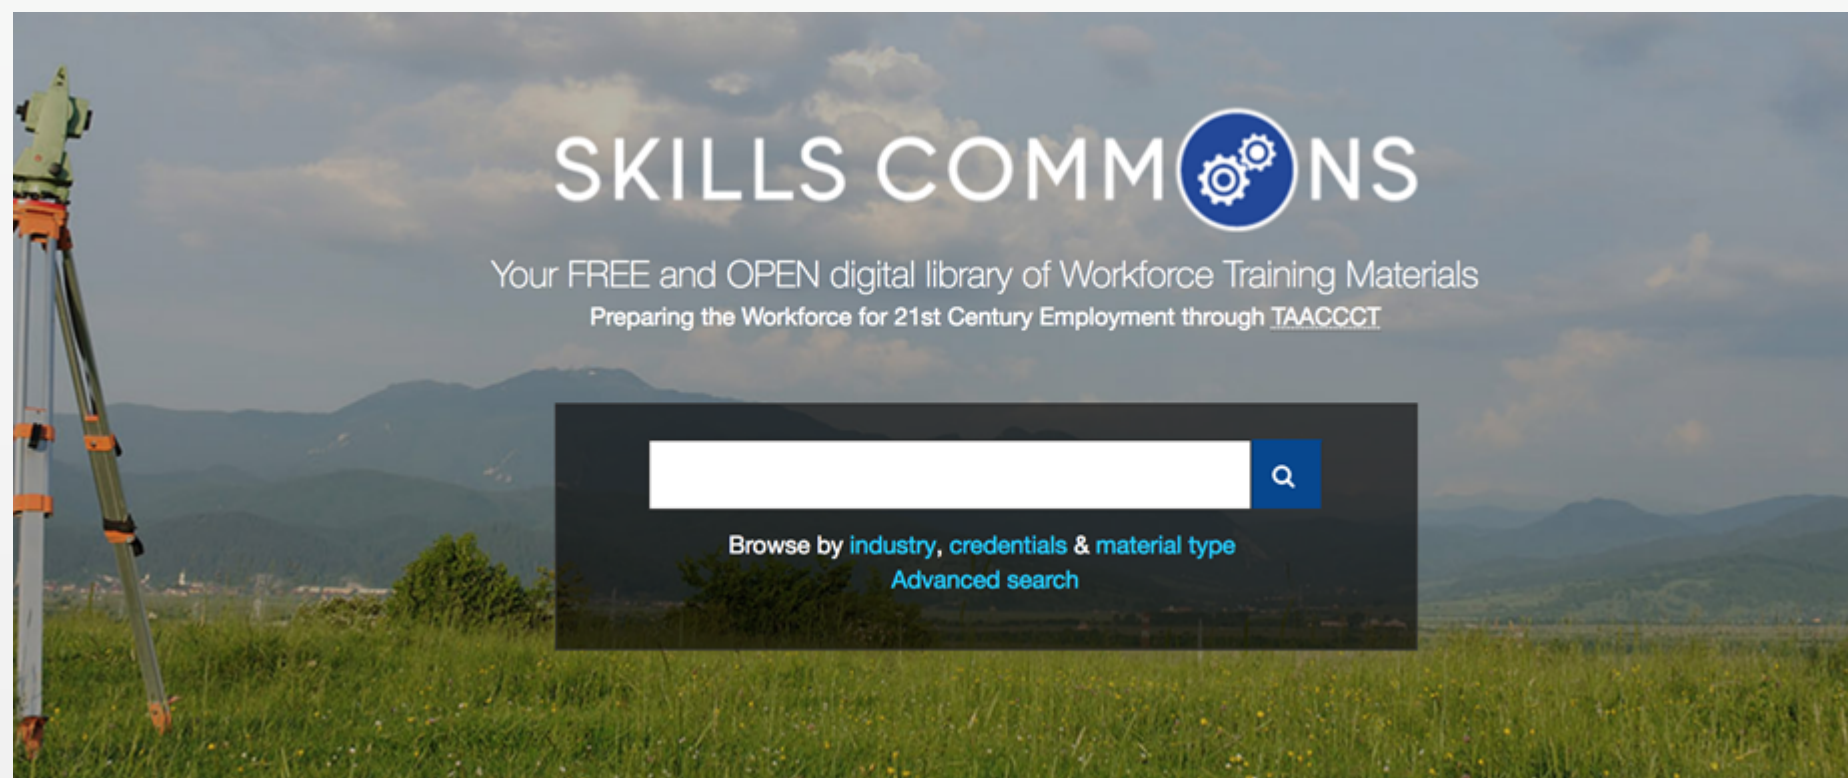 SKILLS COMMONS
Your FREE and OPEN digital library of Workforce Training Materials
Preparing the Workforce for 21st Century Employment through TAACCCT
Browse by industry, credentials & material type
Advanced search